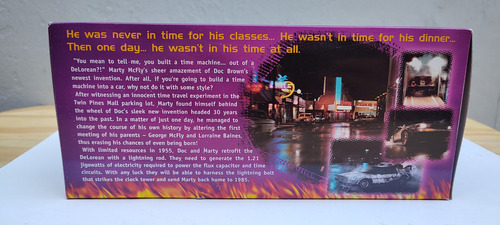 He was never in time for his classes... He wasn't in time for his dinner...
Then one day... he wasn't in his time at all.
"You mean to tell me, you built a time machine... out of a
DeLorean?!" Marty McFly's sheer amazement of Doc Brown's
newest invention. After all, if you're going to build a time
machine into a car, why not do it with some style?
After witnessing an innocent time travel experiment in the
Twin Pines Mall parking lot, Marty found himself behind
the wheel of Doc's sleek new invention headed 30 years
into the past. In a matter of just one day, he managed to
change the course of his own history by altering the first
meeting of his parents – George McFly and Lorraine Baines,
thus erasing his chances of even being born!
With limited resources in 1955, Doc and Marty retrofit the
DeLorean with a lightning rod. They need to generate the 1.21
jigowatts of electricity required to power the flux capacitor and time
circuits. With any luck they will be able to harness the lightning bolt
that strikes the clock tower and send Marty back home to 1985.